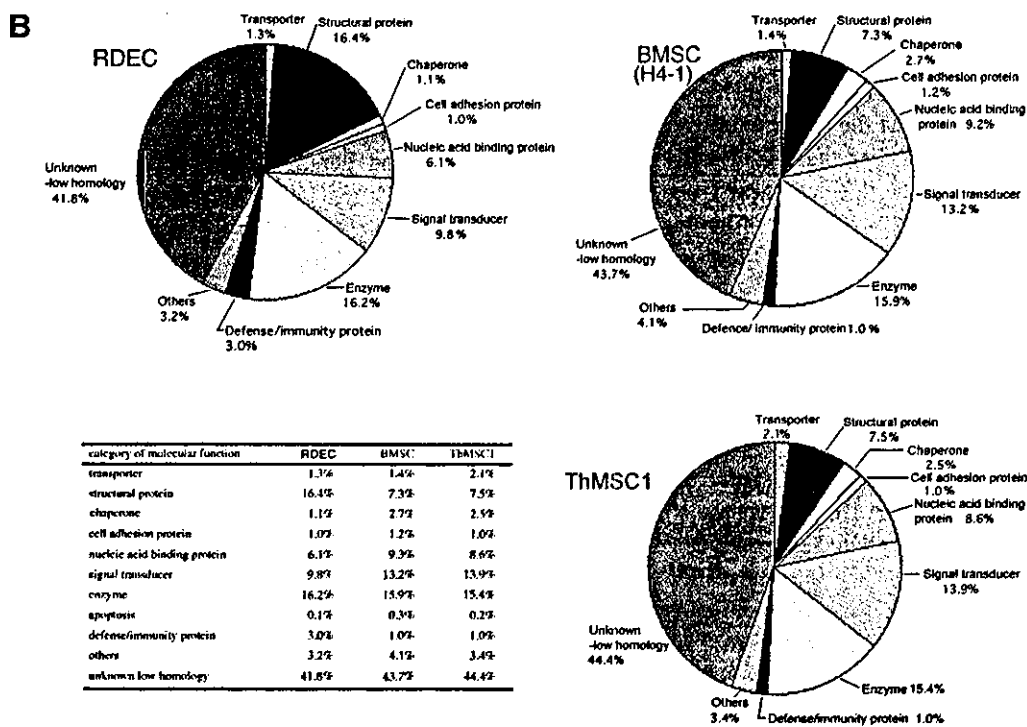 B
RDEC
Transporter
1.3%
Structural protein
16.4%
Chaperone
1.1%
Cell adhesion protein
1.0%
Nucleic acid binding protein
6.1%
Signal transducer
9.8%
Enzyme
16.2%
Defense/immunity protein
3.0%
Others
3.2%
Unknown
-low homology
41.8%
BMSC
(H4-1)
Transporter
1.4%
Structural protein
7.3%
Chaperone
2.7%
Cell adhesion protein
1.2%
Nucleic acid binding
protein 9.2%
Signal transducer
13.2%
Enzyme
15.9%
Defence/ immunity protein 1.0 %
Others
4.1%
Unknown
-low homology
43.7%
category of molecular function RDEC BMSC ThMSC1
transporter 1.3% 1.4% 2.1%
structural protein 16.4% 7.3% 7.5%
chaperone 1.1% 2.7% 2.5%
cell adhesion protein 1.0% 1.2% 1.0%
nucleic acid binding protein 6.1% 9.3% 8.6%
signal transducer 9.8% 13.2% 13.9%
enzyme 16.2% 15.9% 15.4%
apoptosis 0.1% 0.3% 0.2%
defense/immunity protein 3.0% 1.0% 1.0%
others 3.2% 4.1% 3.4%
unknown low homology 41.8% 43.7% 44.4%
ThMSC1
Transporter
2.1%
Structural protein
7.5%
Chaperone
2.5%
Cell adhesion protein
1.0%
Nucleic acid binding
protein 8.6%
Signal transducer
13.9%
Enzyme 15.4%
Defense/immunity protein 1.0%
Others
3.4%
Unknown
-low homology
44.4%